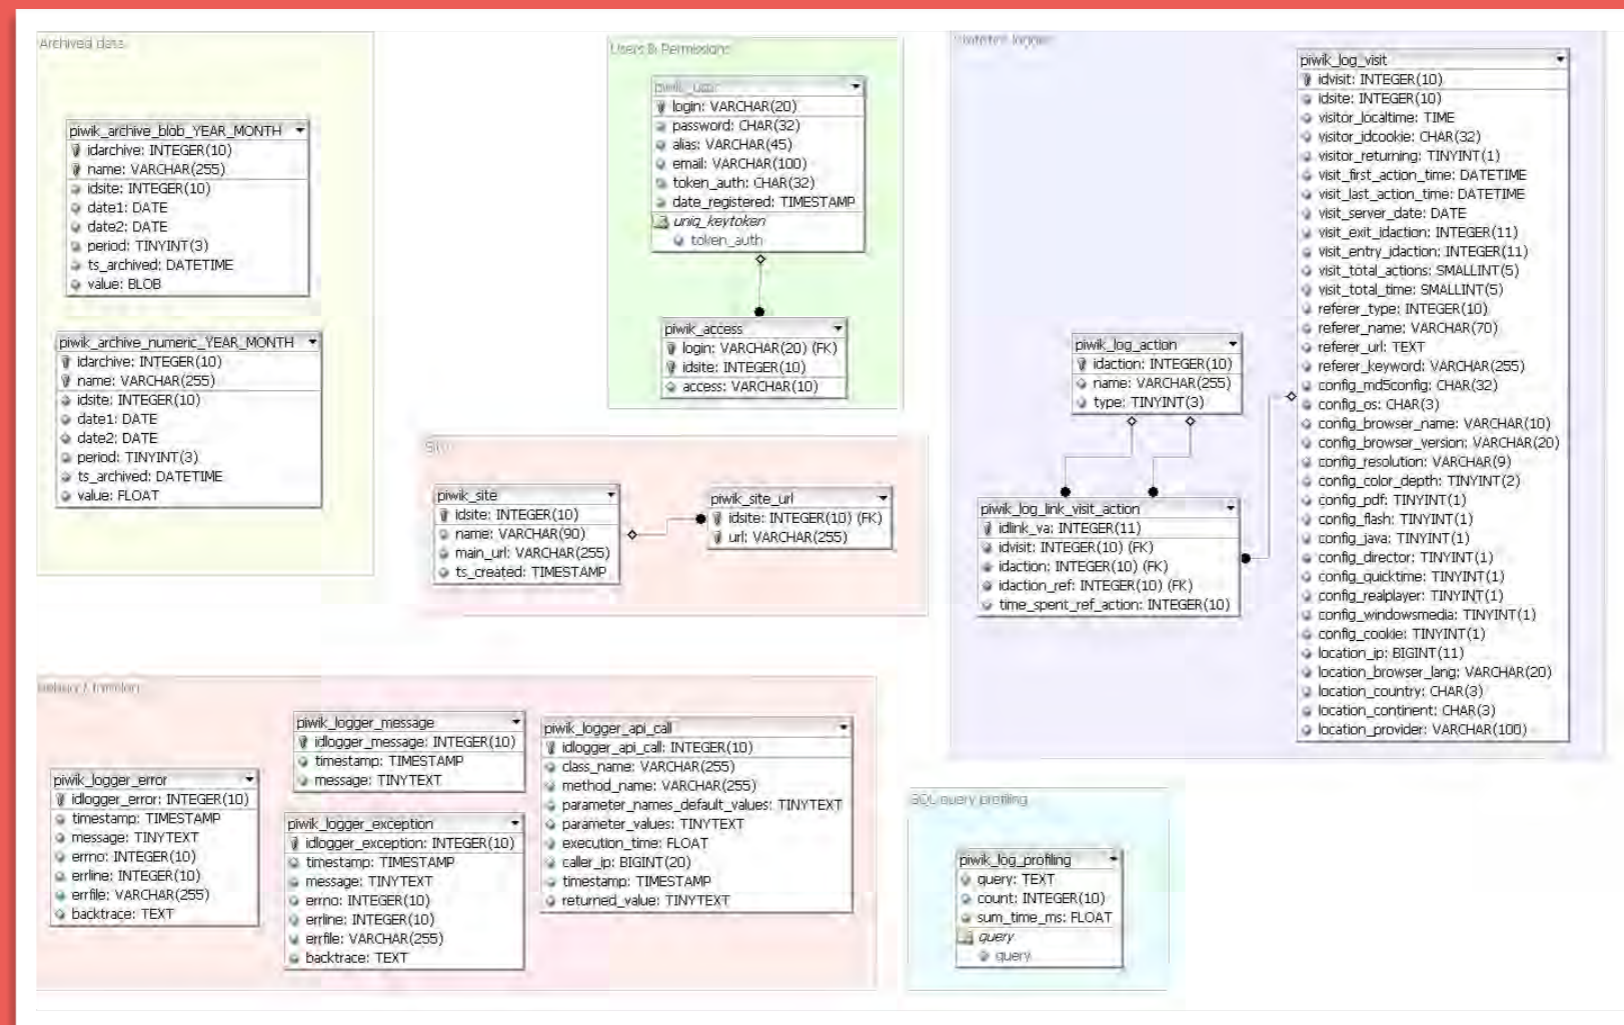 Archived data
piwik_archive_blob_YEAR_MONTH
idarchive: INTEGER(10)
name: VARCHAR(255)
idsite: INTEGER(10)
date1: DATE
date2: DATE
period: TINYINT(3)
ts_archived: DATETIME
value: BLOB
piwik_archive_numeric_YEAR_MONTH
idarchive: INTEGER(10)
name: VARCHAR(255)
idsite: INTEGER(10)
date1: DATE
date2: DATE
period: TINYINT(3)
ts_archived: DATETIME
value: FLOAT
Users & Permissions
piwik_user
login: VARCHAR(20)
password: CHAR(32)
alias: VARCHAR(45)
email: VARCHAR(100)
token_auth: CHAR(32)
date_registered: TIMESTAMP
uniq_keytoken
token_auth
piwik_access
login: VARCHAR(20) (FK)
idsite: INTEGER(10)
access: VARCHAR(10)
piwik_site
idsite: INTEGER(10)
name: VARCHAR(90)
main_url: VARCHAR(255)
ts_created: TIMESTAMP
piwik_site_url
idsite: INTEGER(10) (FK)
url: VARCHAR(255)
piwik_log_action
idaction: INTEGER(10)
name: VARCHAR(255)
type: TINYINT(3)
piwik_log_link_visit_action
idlink_va: INTEGER(11)
idvisit: INTEGER(10) (FK)
idaction: INTEGER(10) (FK)
idaction_ref: INTEGER(10) (FK)
time_spent_ref_action: INTEGER(10)
piwik_log_visit
idvisit: INTEGER(10)
idsite: INTEGER(10)
visitor_localtime: TIME
visitor_idcookie: CHAR(32)
visitor_returning: TINYINT(1)
visit_first_action_time: DATETIME
visit_last_action_time: DATETIME
visit_server_date: DATE
visit_exit_idaction: INTEGER(11)
visit_entry_idaction: INTEGER(11)
visit_total_actions: SMALLINT(5)
visit_total_time: SMALLINT(5)
referer_type: INTEGER(10)
referer_name: VARCHAR(70)
referer_url: TEXT
referer_keyword: VARCHAR(255)
config_md5config: CHAR(32)
config_os: CHAR(3)
config_browser_name: VARCHAR(10)
config_browser_version: VARCHAR(20)
config_resolution: VARCHAR(9)
config_color_depth: TINYINT(2)
config_pdf: TINYINT(1)
config_flash: TINYINT(1)
config_java: TINYINT(1)
config_director: TINYINT(1)
config_quicktime: TINYINT(1)
config_realplayer: TINYINT(1)
config_windowsmedia: TINYINT(1)
config_cookie: TINYINT(1)
location_ip: BIGINT(11)
location_browser_lang: VARCHAR(20)
location_country: CHAR(3)
location_continent: CHAR(3)
location_provider: VARCHAR(100)
piwik_logger_error
idlogger_error: INTEGER(10)
timestamp: TIMESTAMP
message: TINYTEXT
errno: INTEGER(10)
errline: INTEGER(10)
errfile: VARCHAR(255)
backtrace: TEXT
piwik_logger_message
idlogger_message: INTEGER(10)
timestamp: TIMESTAMP
message: TINYTEXT
piwik_logger_exception
idlogger_exception: INTEGER(10)
timestamp: TIMESTAMP
message: TINYTEXT
errno: INTEGER(10)
errline: INTEGER(10)
errfile: VARCHAR(255)
backtrace: TEXT
piwik_logger_api_call
idlogger_api_call: INTEGER(10)
class_name: VARCHAR(255)
method_name: VARCHAR(255)
parameter_names_default_values: TINYTEXT
parameter_values: TINYTEXT
execution_time: FLOAT
caller_ip: BIGINT(20)
timestamp: TIMESTAMP
returned_value: TINYTEXT
SQL query profiling
piwik_log_profiling
query: TEXT
count: INTEGER(10)
sum_time_ms: FLOAT
query
query